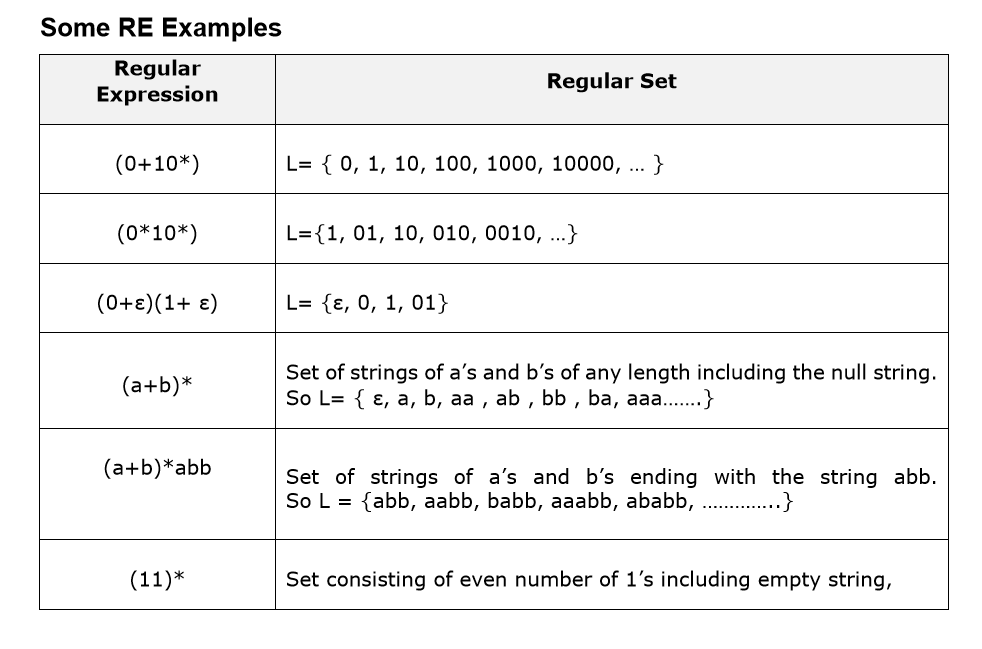 Some RE Examples
Regular
Expression
Regular Set
(0+10*)
L= { 0, 1, 10, 100, 1000, 10000, … }
(0*10*)
L={1, 01, 10, 010, 0010, …}
(0+ε)(1+ ε)
L= {ε, 0, 1, 01}
(a+b)*
Set of strings of a’s and b’s of any length including the null string.
So L= { ε, a, b, aa , ab , bb , ba, aaa…….}
(a+b)*abb
Set of strings of a’s and b’s ending with the string abb.
So L = {abb, aabb, babb, aaabb, ababb, …………..}
(11)*
Set consisting of even number of 1’s including empty string,